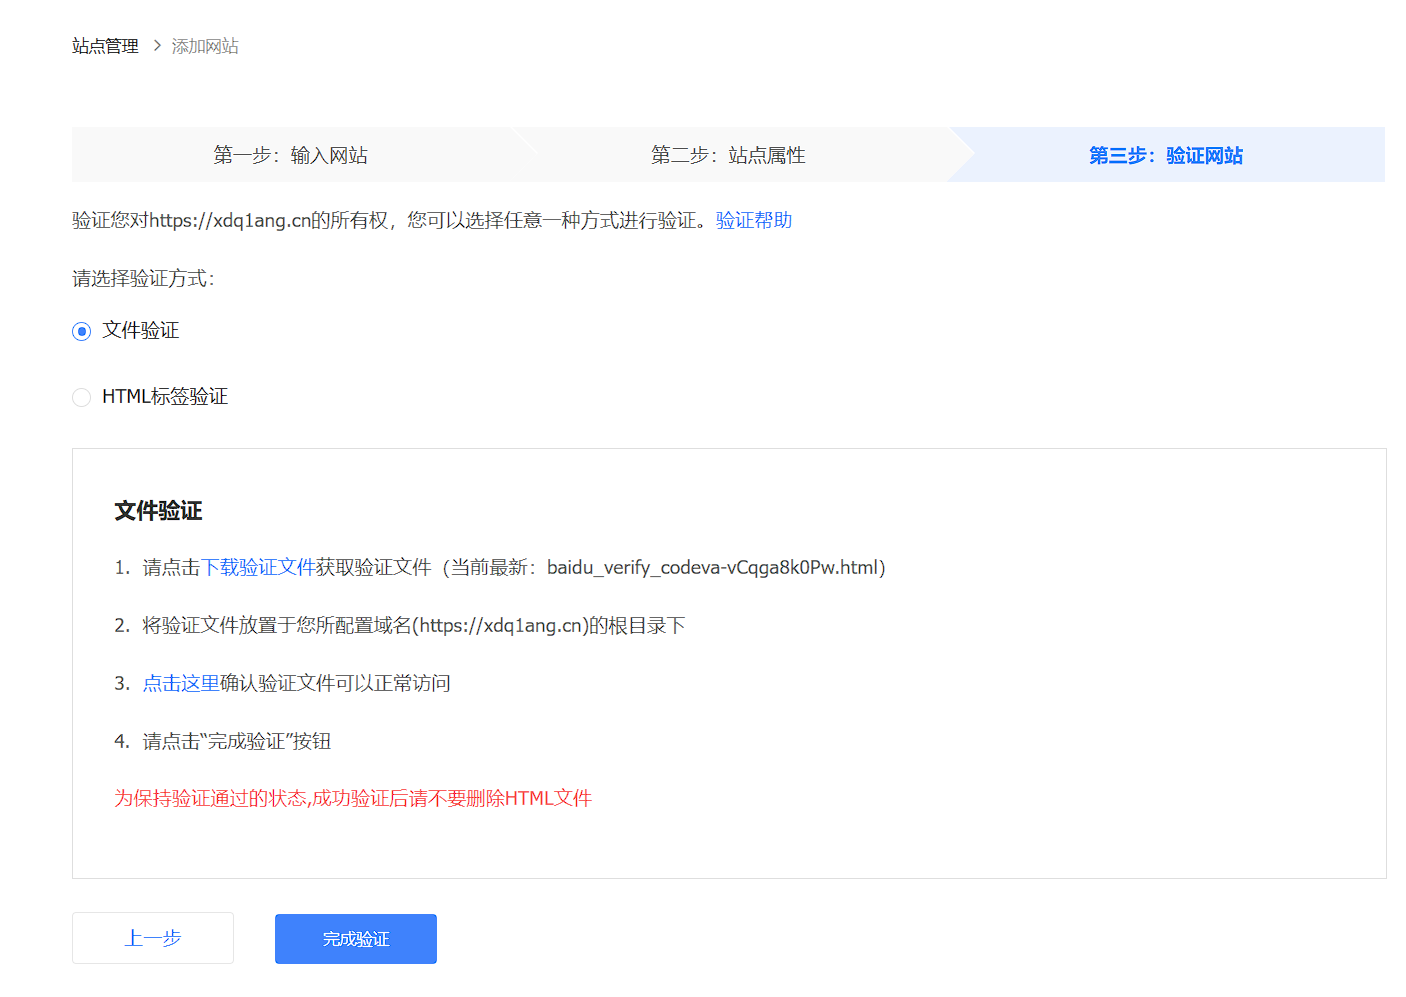 站点管理 > 添加网站
第一步：输入网站 第二步：站点属性 第三步：验证网站
验证您对https://xdq1ang.cn的所有权，您可以选择任意一种方式进行验证。验证帮助
请选择验证方式：
文件验证
HTML标签验证
文件验证
1. 请点击下载验证文件获取验证文件（当前最新：baidu_verify_codeva-vCqga8k0Pw.html）
2. 将验证文件放置于您所配置域名(https://xdq1ang.cn)的根目录下
3. 点击这里确认验证文件可以正常访问
4. 请点击“完成验证”按钮
为保持验证通过的状态,成功验证后请不要删除HTML文件
上一步 完成验证